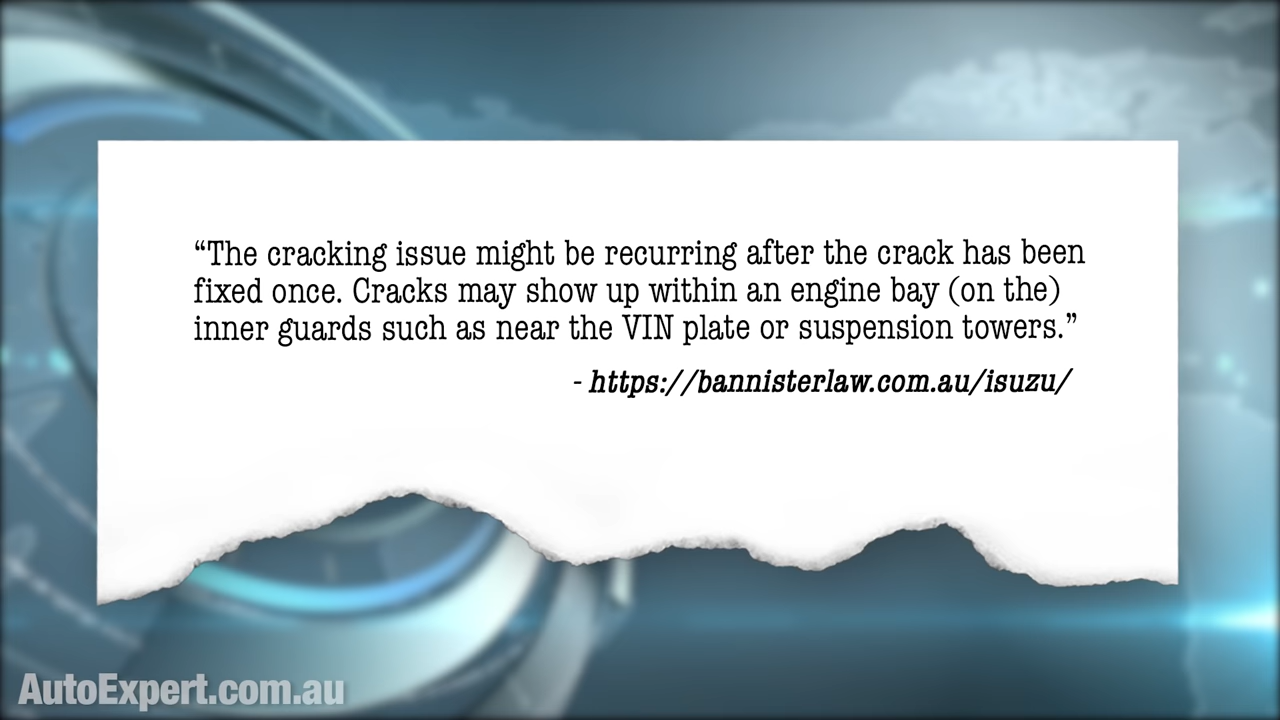 “The cracking issue might be recurring after the crack has been
fixed once. Cracks may show up within an engine bay (on the)
inner guards such as near the VIN plate or suspension towers.”
- https://bannisterlaw.com.au/isuzu/
AutoExpert.com.au